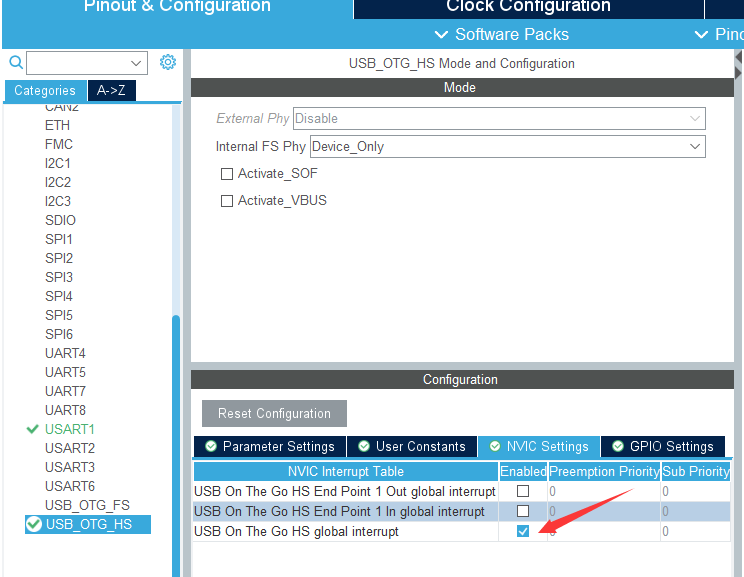 Pinout & Configuration
Clock Configuration
Software Packs
Pino
Categories
A->Z
CAN2
ETH
FMC
I2C1
I2C2
I2C3
SDIO
SPI1
SPI2
SPI3
SPI4
SPI5
SPI6
UART4
UART5
UART7
UART8
USART1
USART2
USART3
USART6
USB_OTG_FS
USB_OTG_HS
USB_OTG_HS Mode and Configuration
Mode
External Phy Disable
Internal FS Phy Device_Only
Activate_SOF
Activate_VBUS
Configuration
Reset Configuration
Parameter Settings User Constants NVIC Settings GPIO Settings
NVIC Interrupt Table Enabled Preemption Priority Sub Priority
USB On The Go HS End Point 1 Out global interrupt 0 0
USB On The Go HS End Point 1 In global interrupt 0 0
USB On The Go HS global interrupt 0 0